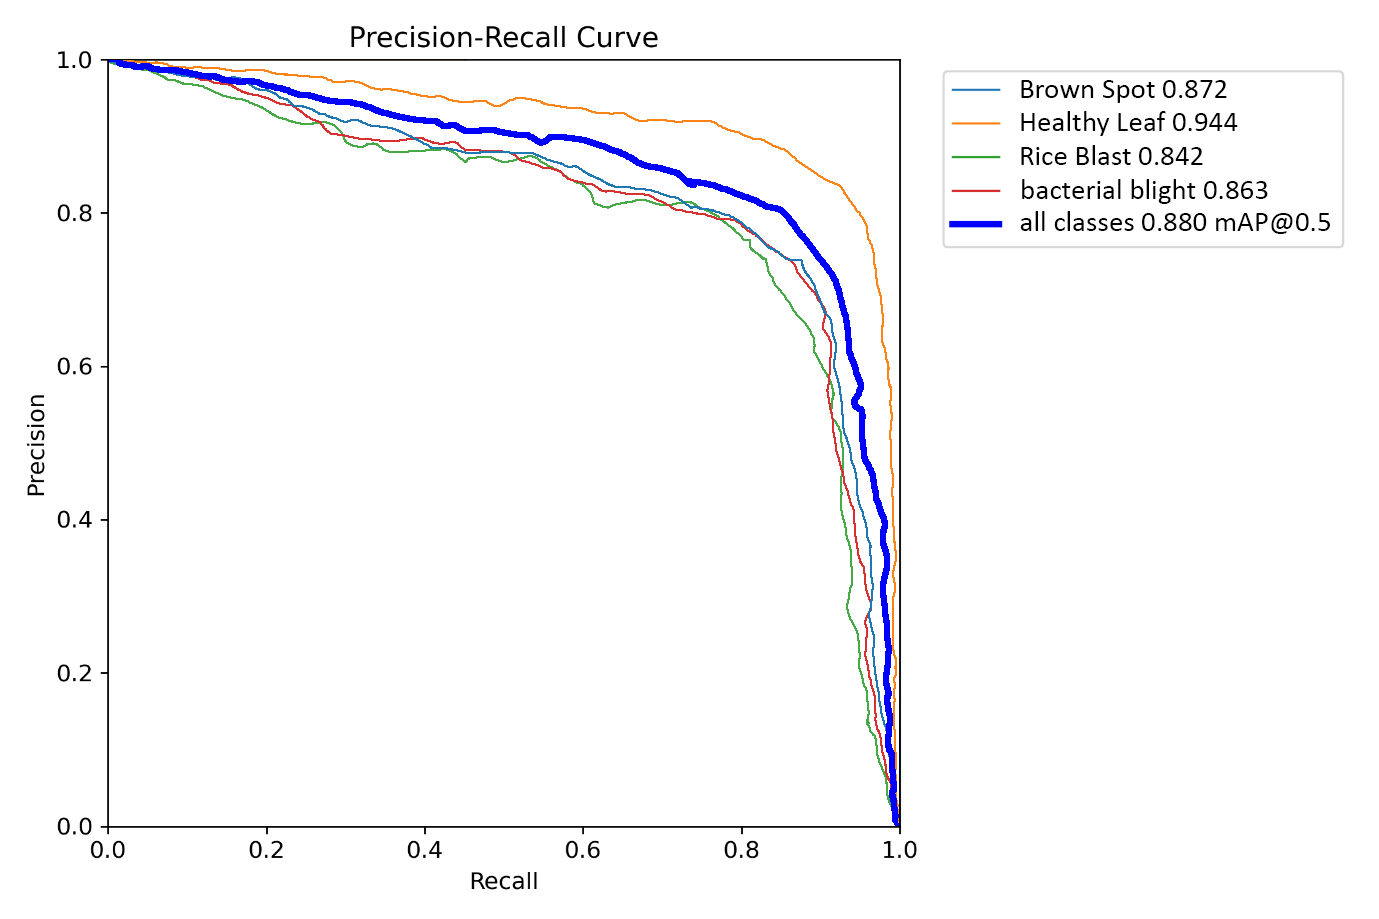 Precision-Recall Curve
1.0
0.8
0.6
0.4
0.2
0.0
Precision
0.0 0.2 0.4 0.6 0.8 1.0
Recall
Brown Spot 0.872
Healthy Leaf 0.944
Rice Blast 0.842
bacterial blight 0.863
all classes 0.880 mAP@0.5